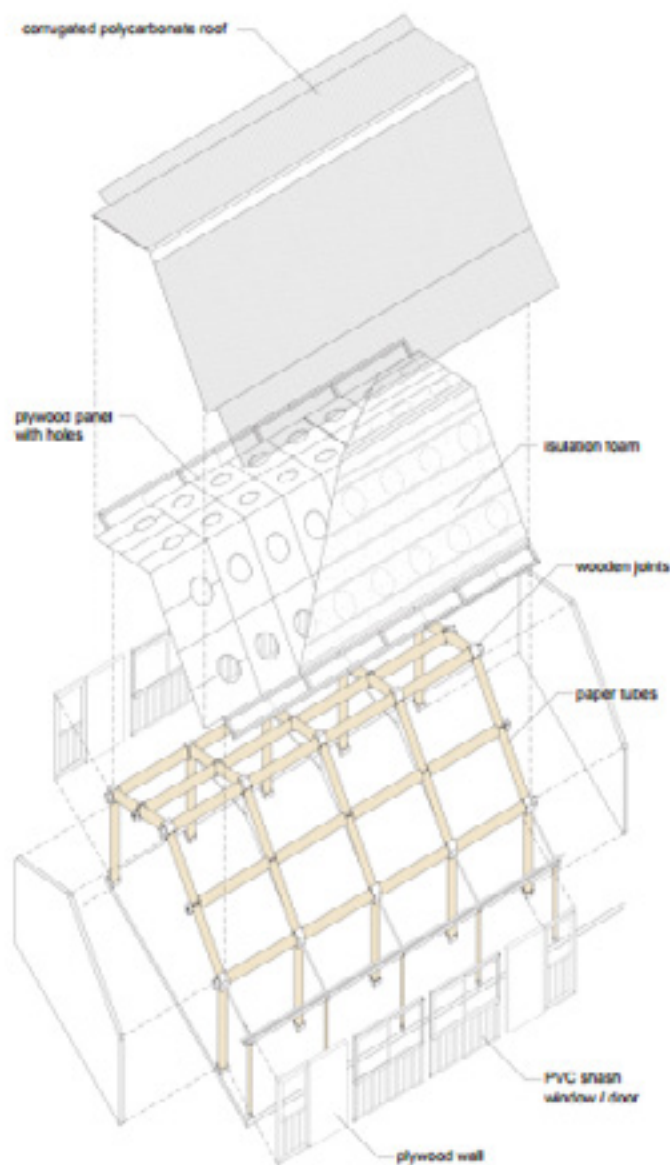 corrugated polycarbonate roof
plywood panel
with holes
isulation foam
wooden joints
paper tubes
PVC shash
window / door
plywood wall